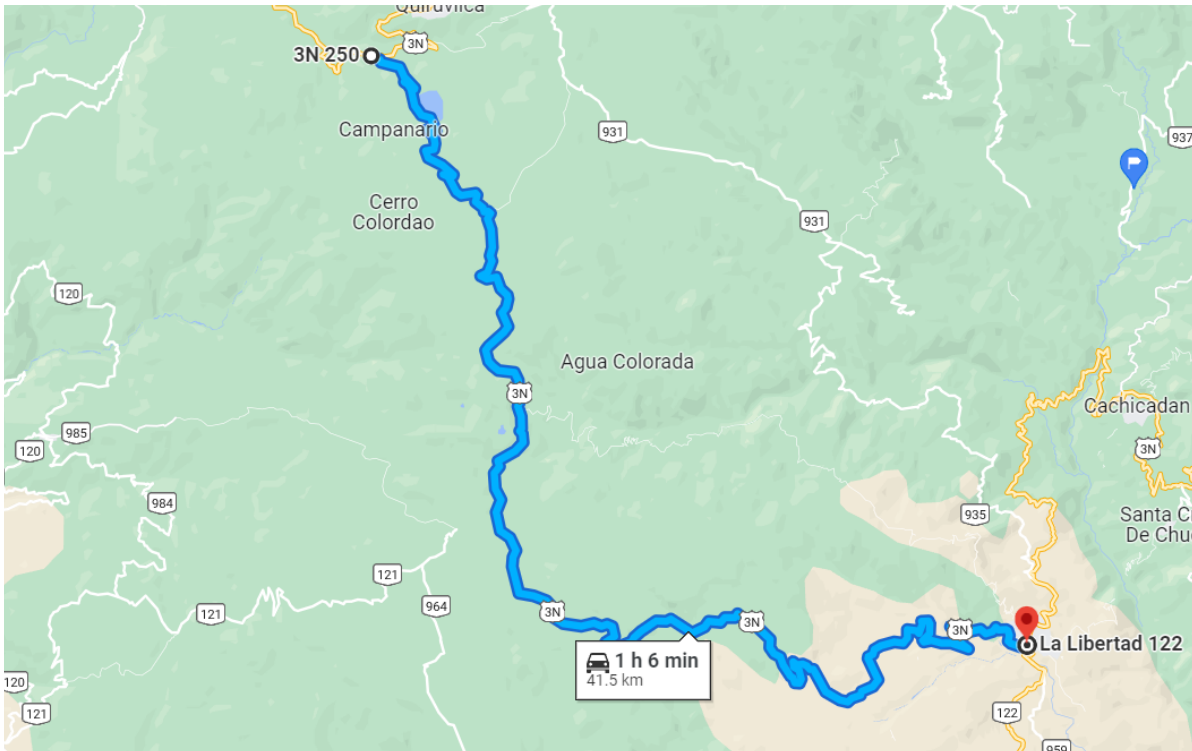 Quiruvilca
3N 250
3N
Campanario
931
937
Cerro
Colordao
931
120
Agua Colorada
3N
Cachicadan
985
120
3N
984
935
Santa Ci
De Chuc
121
3N
964
121
3N
3N
La Libertad 122
1 h 6 min
41.5 km
120
121
122
959